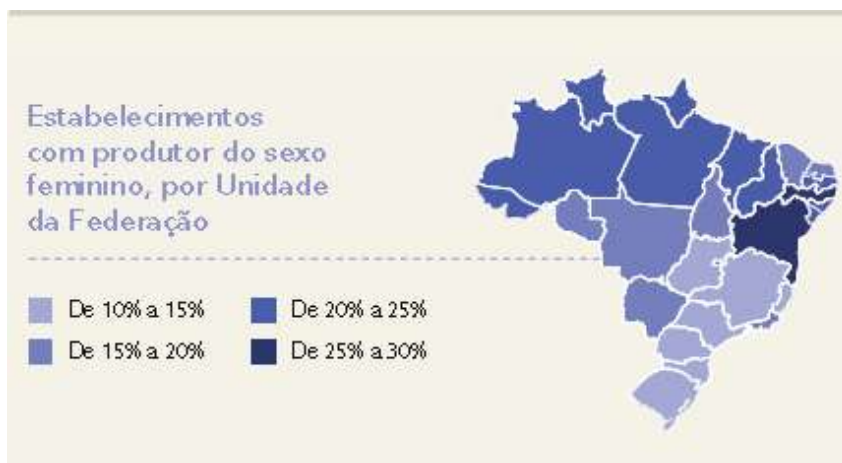 Estabelecimentos
com produtor do sexo
feminino, por Unidade
da Federação
De 10% a 15%
De 20% a 25%
De 15% a 20%
De 25% a 30%